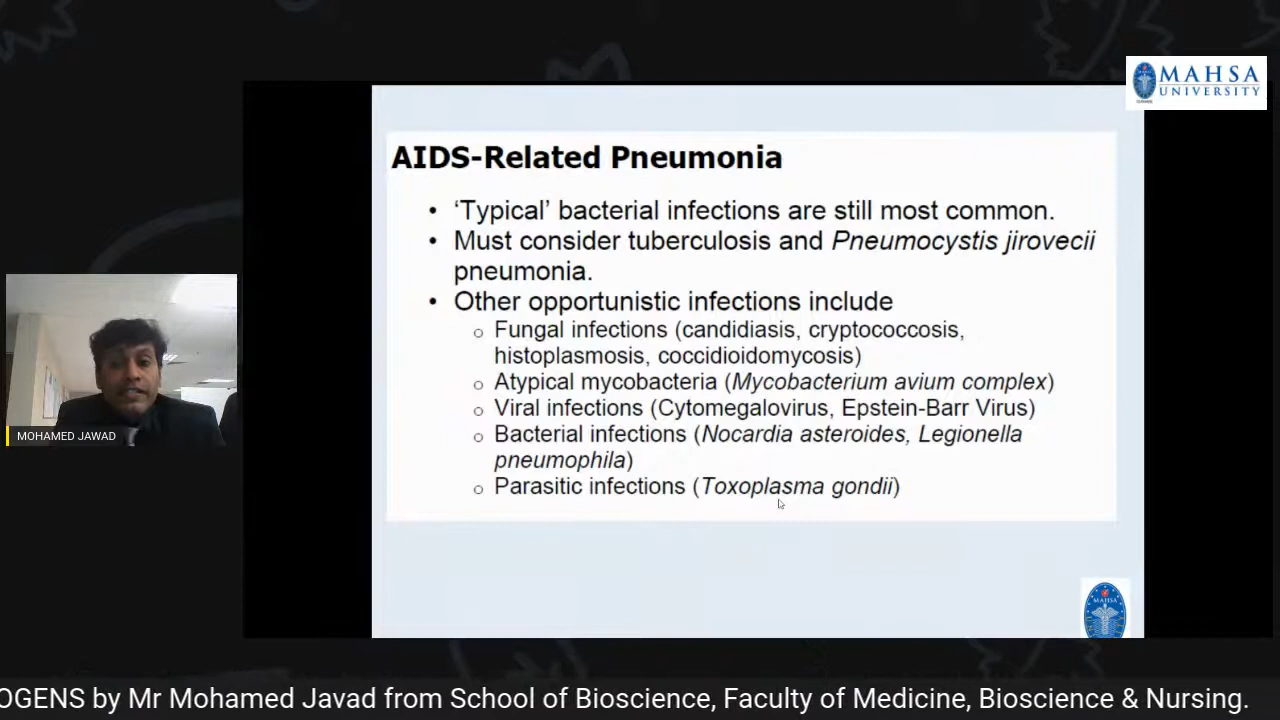 MAHSA
UNIVERSITY
AIDS-Related Pneumonia
• ‘Typical’ bacterial infections are still most common.
• Must consider tuberculosis and Pneumocystis jirovecii
pneumonia.
• Other opportunistic infections include
o Fungal infections (candidiasis, cryptococcosis,
histoplasmosis, coccidioidomycosis)
o Atypical mycobacteria (Mycobacterium avium complex)
o Viral infections (Cytomegalovirus, Epstein-Barr Virus)
o Bacterial infections (Nocardia asteroides, Legionella
pneumophila)
o Parasitic infections (Toxoplasma gondii)
MOHAMED JAWAD
MAHSA
OGENS by Mr Mohamed Javad from School of Bioscience, Faculty of Medicine, Bioscience & Nursing.